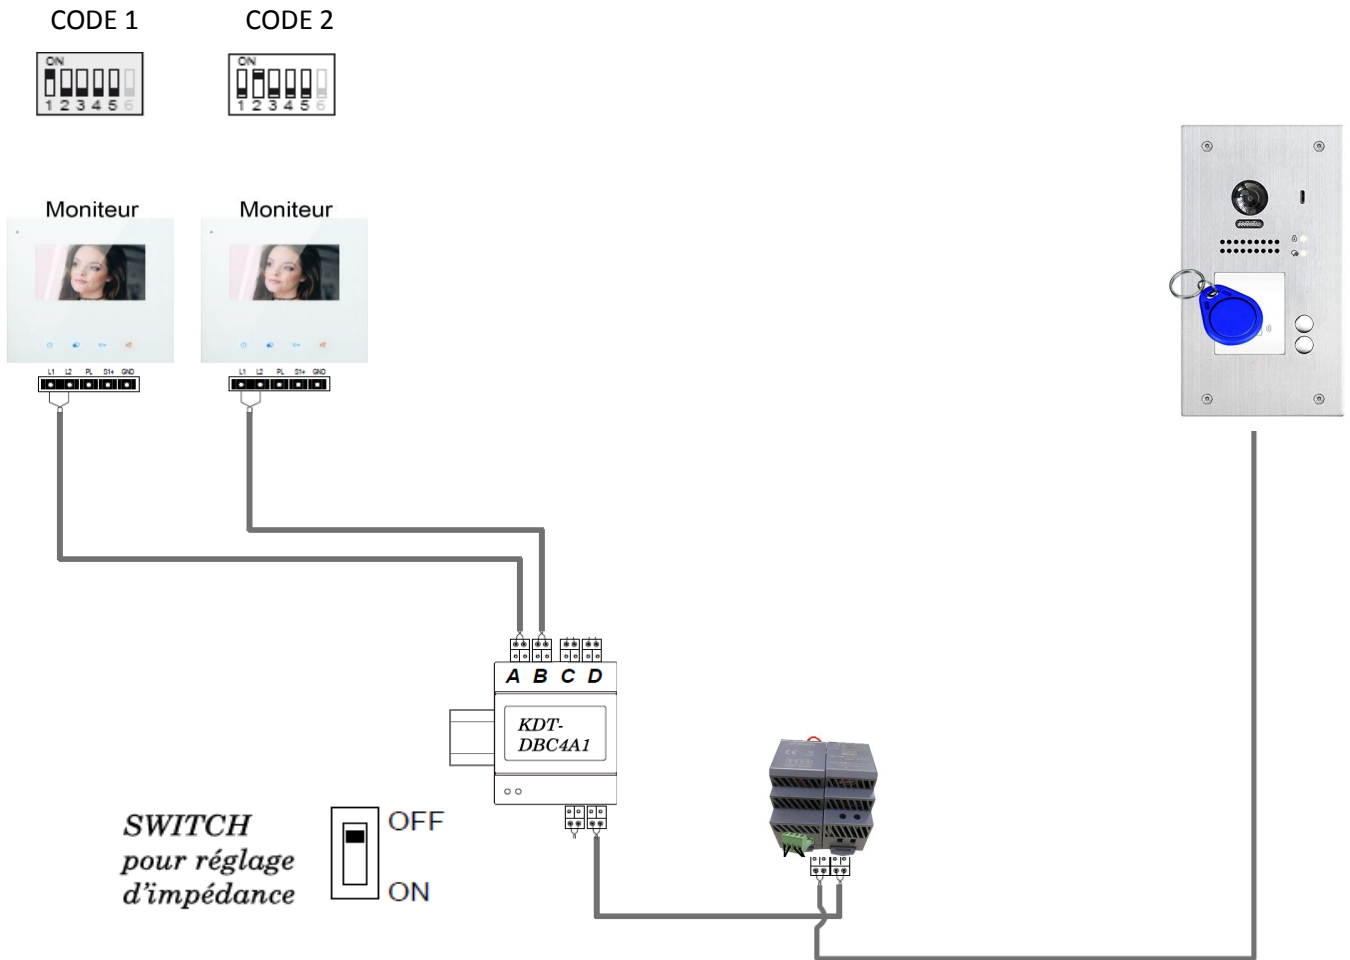 CODE 1
CODE 2
ON
1 2 3 4 5 6
ON
1 2 3 4 5 6
Moniteur
Moniteur
L1 L2 PL S1+ GND
L1 L2 PL S1+ GND
A B C D
KDT-
DBC4A1
SWITCH
pour réglage
d'impédance
OFF
ON